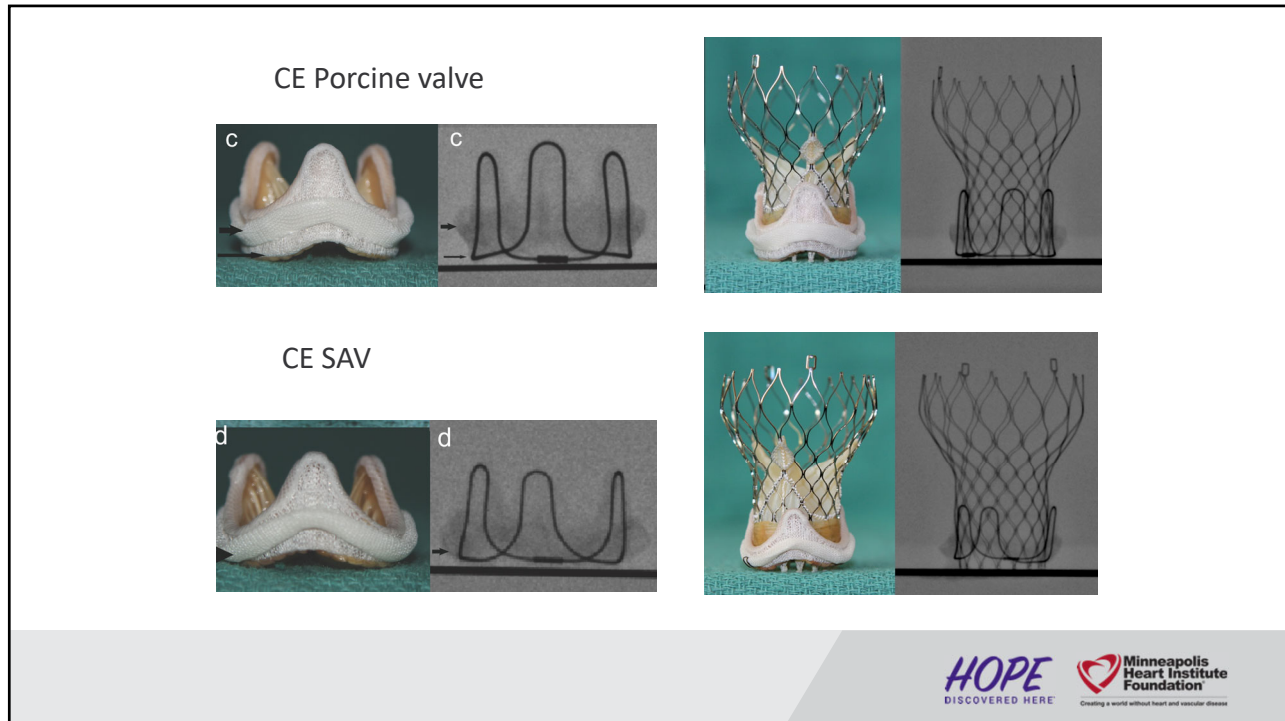 CE Porcine valve
c
c
CE SAV
d
d
HOPE
DISCOVERED HERE
Minneapolis
Heart Institute
Foundation
Creating a world without heart and vascular disease